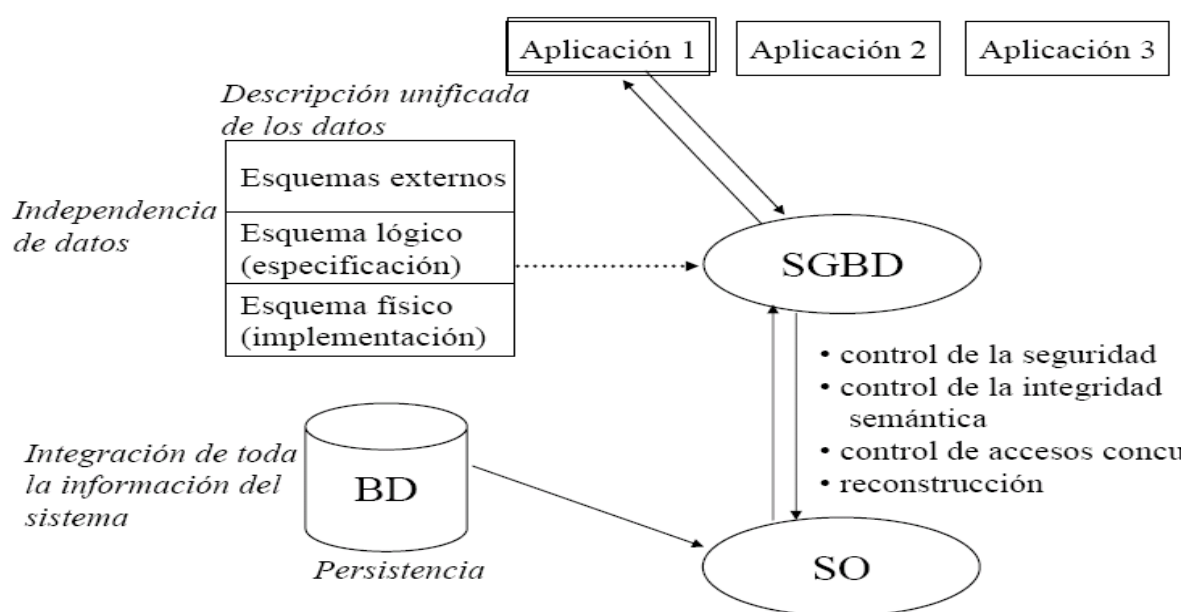 Aplicación 1
Aplicación 2
Aplicación 3
Descripción unificada
de los datos
Esquemas externos
Independencia
de datos
Esquema lógico
(especificación)
Esquema físico
(implementación)
SGBD
• control de la seguridad
• control de la integridad
semántica
• control de accesos concu
• reconstrucción
Integración de toda
la información del
sistema
BD
Persistencia
SO